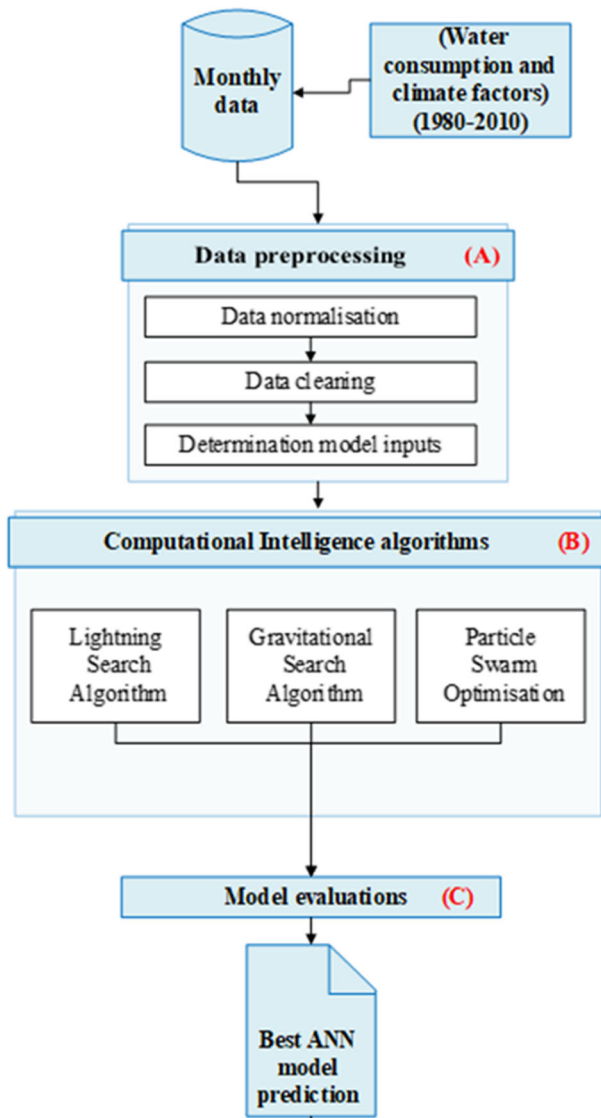 Monthly
data
(Water
consumption and
climate factors)
(1980-2010)
Data preprocessing (A)
Data normalisation
Data cleaning
Determination model inputs
Computational Intelligence algorithms (B)
Lightning
Search
Algorithm
Gravitational
Search
Algorithm
Particle
Swarm
Optimisation
Model evaluations (C)
Best ANN
model
prediction